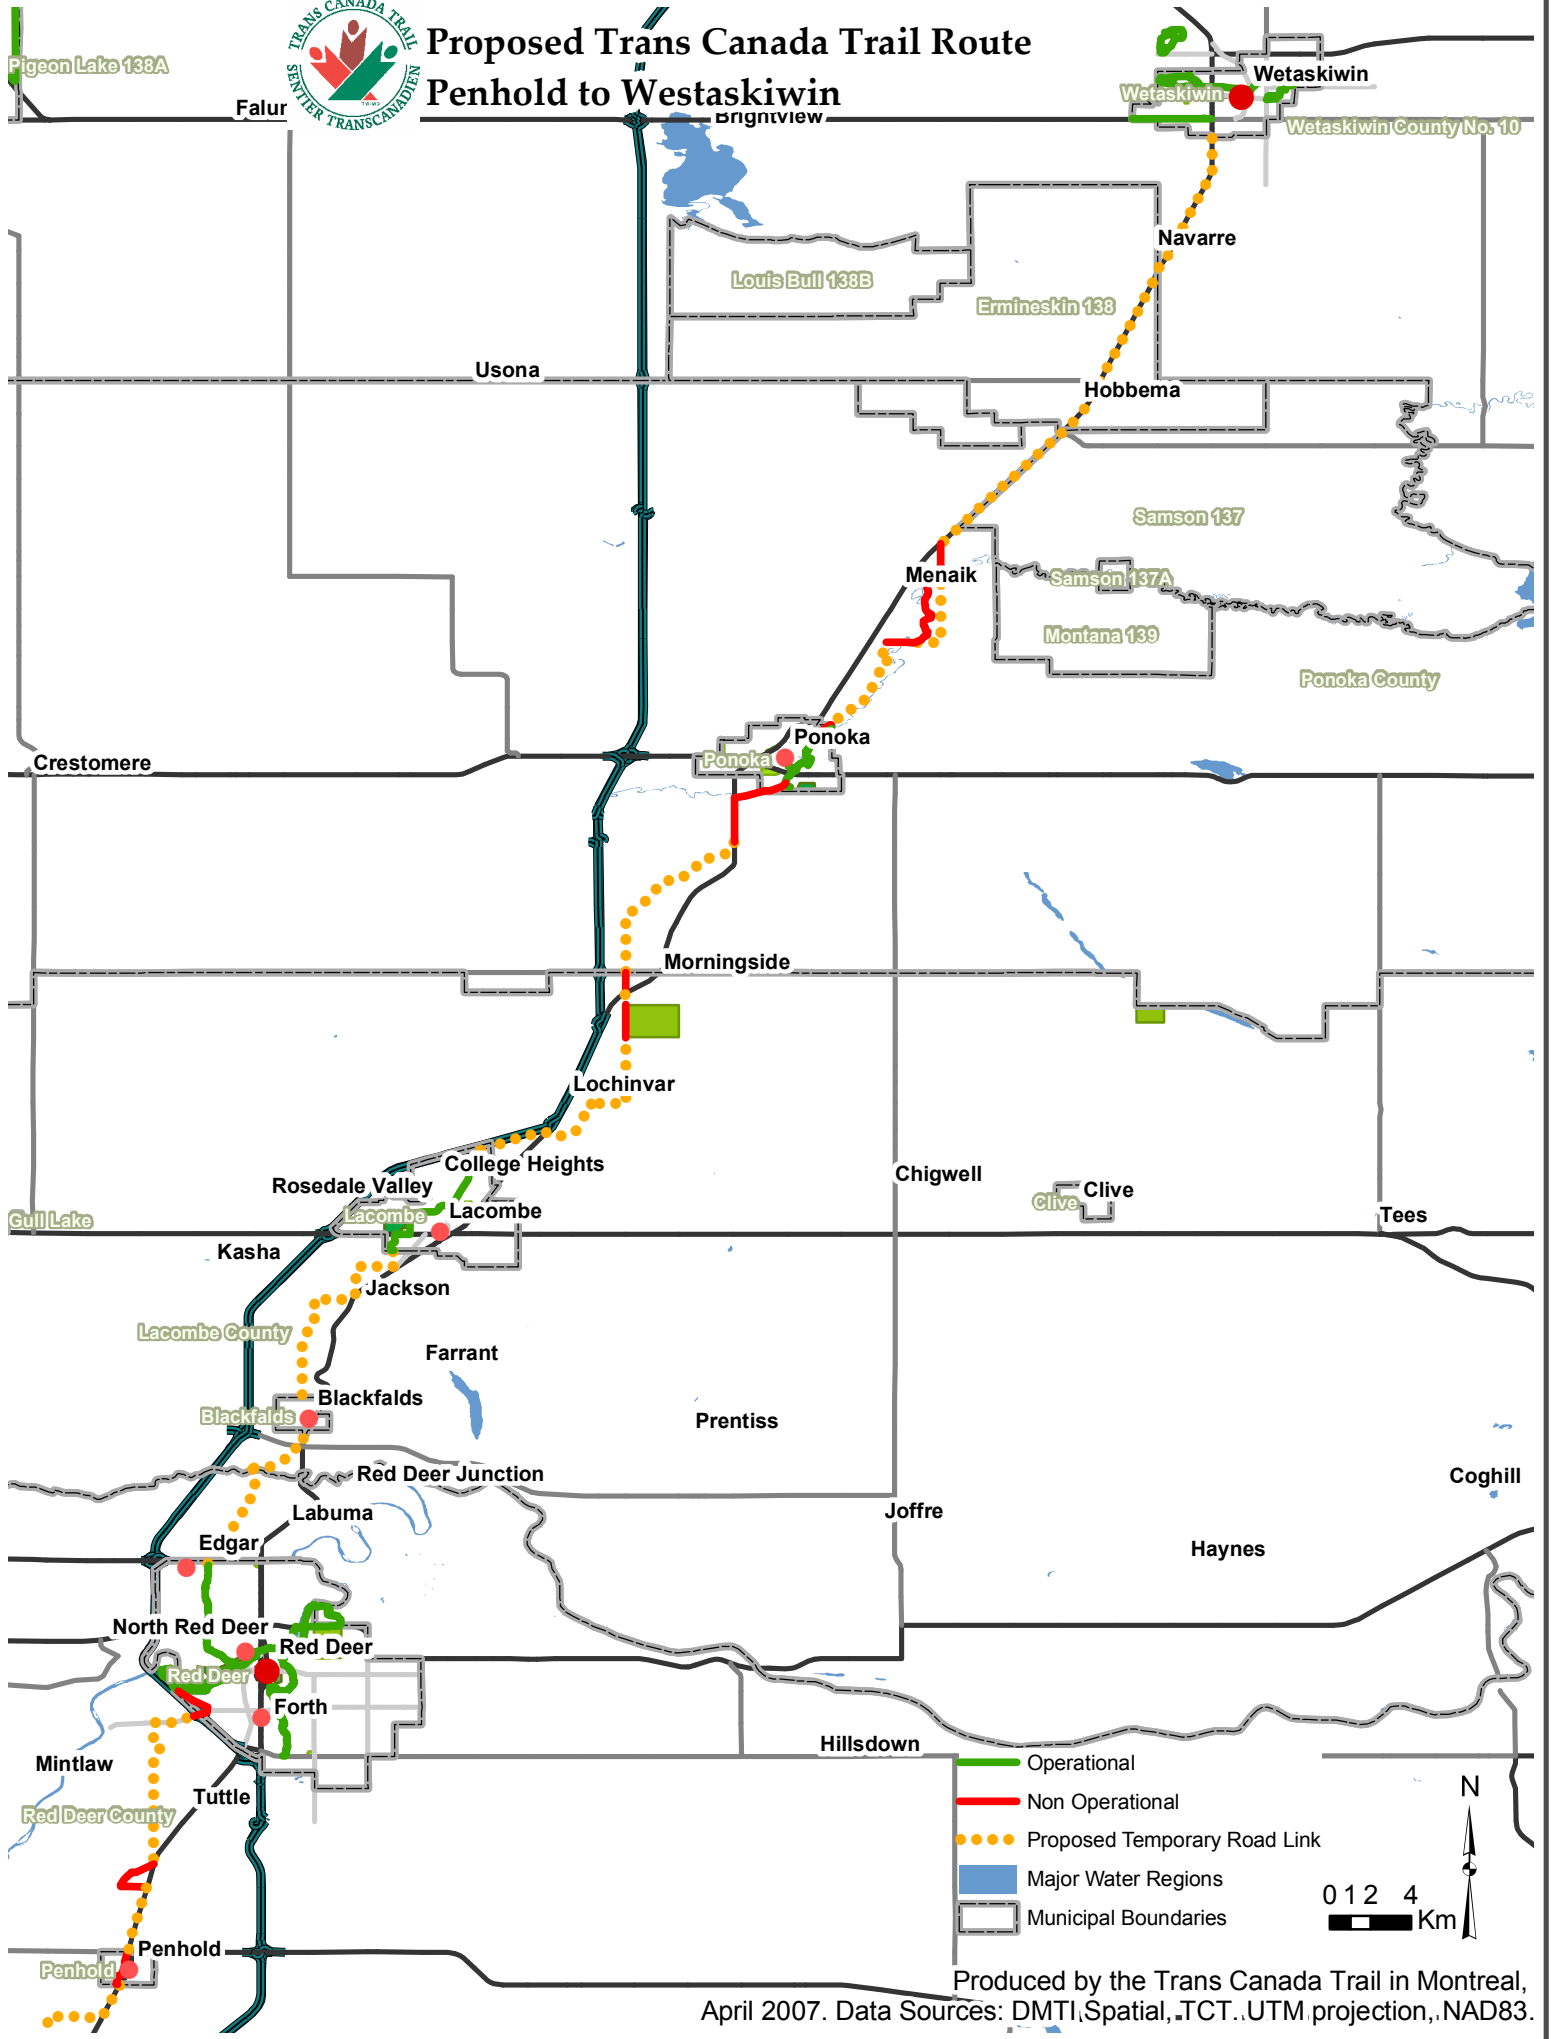 TRANS CANADA TRAIL
SENTIER TRANSCANADIEN
Proposed Trans Canada Trail Route
Penhold to Westaskiwin
Pigeon Lake 138A
Wetaskiwin
Wetaskiwin
Falun
Brightview
Wetaskiwin County No. 10
Navarre
Louis Bull 138B
Ermineskin 138
Usona
Hobbema
Samson 137
Menaik
Samson 137A
Montana 139
Ponoka County
Ponoka
Ponoka
Crestomere
Morningside
Lochinvar
College Heights
Chigwell
Rosedale Valley
Clive
Clive
Lacombe
Lacombe
Gull Lake
Tees
Kasha
Jackson
Lacombe County
Farrant
Blackfalds
Blackfalds
Prentiss
Red Deer Junction
Coghill
Labuma
Joffre
Edgar
Haynes
North Red Deer
Red Deer
Red Deer
Forth
Hillsdown
Mintlaw
Tuttle
Red Deer County
Penhold
Penhold
Operational
Non Operational
Proposed Temporary Road Link
Major Water Regions
Municipal Boundaries
N
0 1 2 4
Km
Produced by the Trans Canada Trail in Montreal,
April 2007. Data Sources: DMTI Spatial, TCT. UTM projection, NAD83.